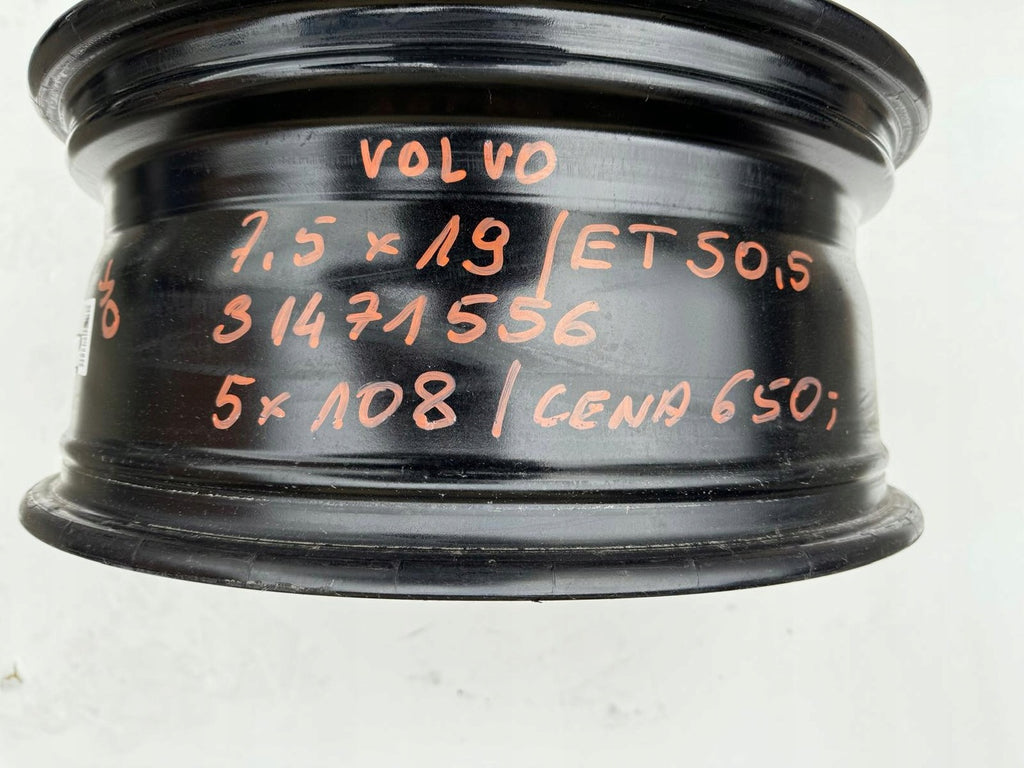 VOLVO
7.5 x 19 / ET 50,5
31471556
5 x 108 / CENA 650;